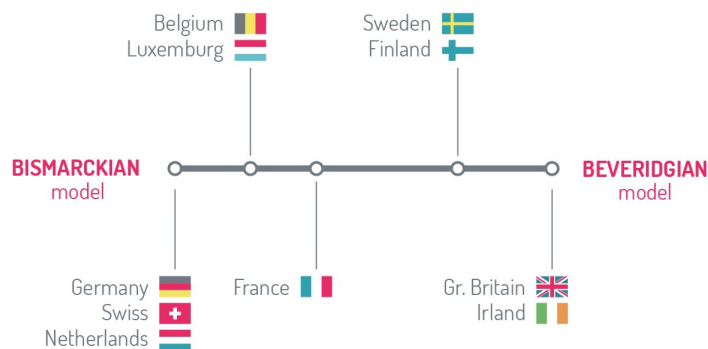 Belgium
Luxemburg
Sweden
Finland
BISMARCKIAN
model
BEVERIDGIAN
model
Germany
Swiss
Netherlands
France
Gr. Britain
Irland